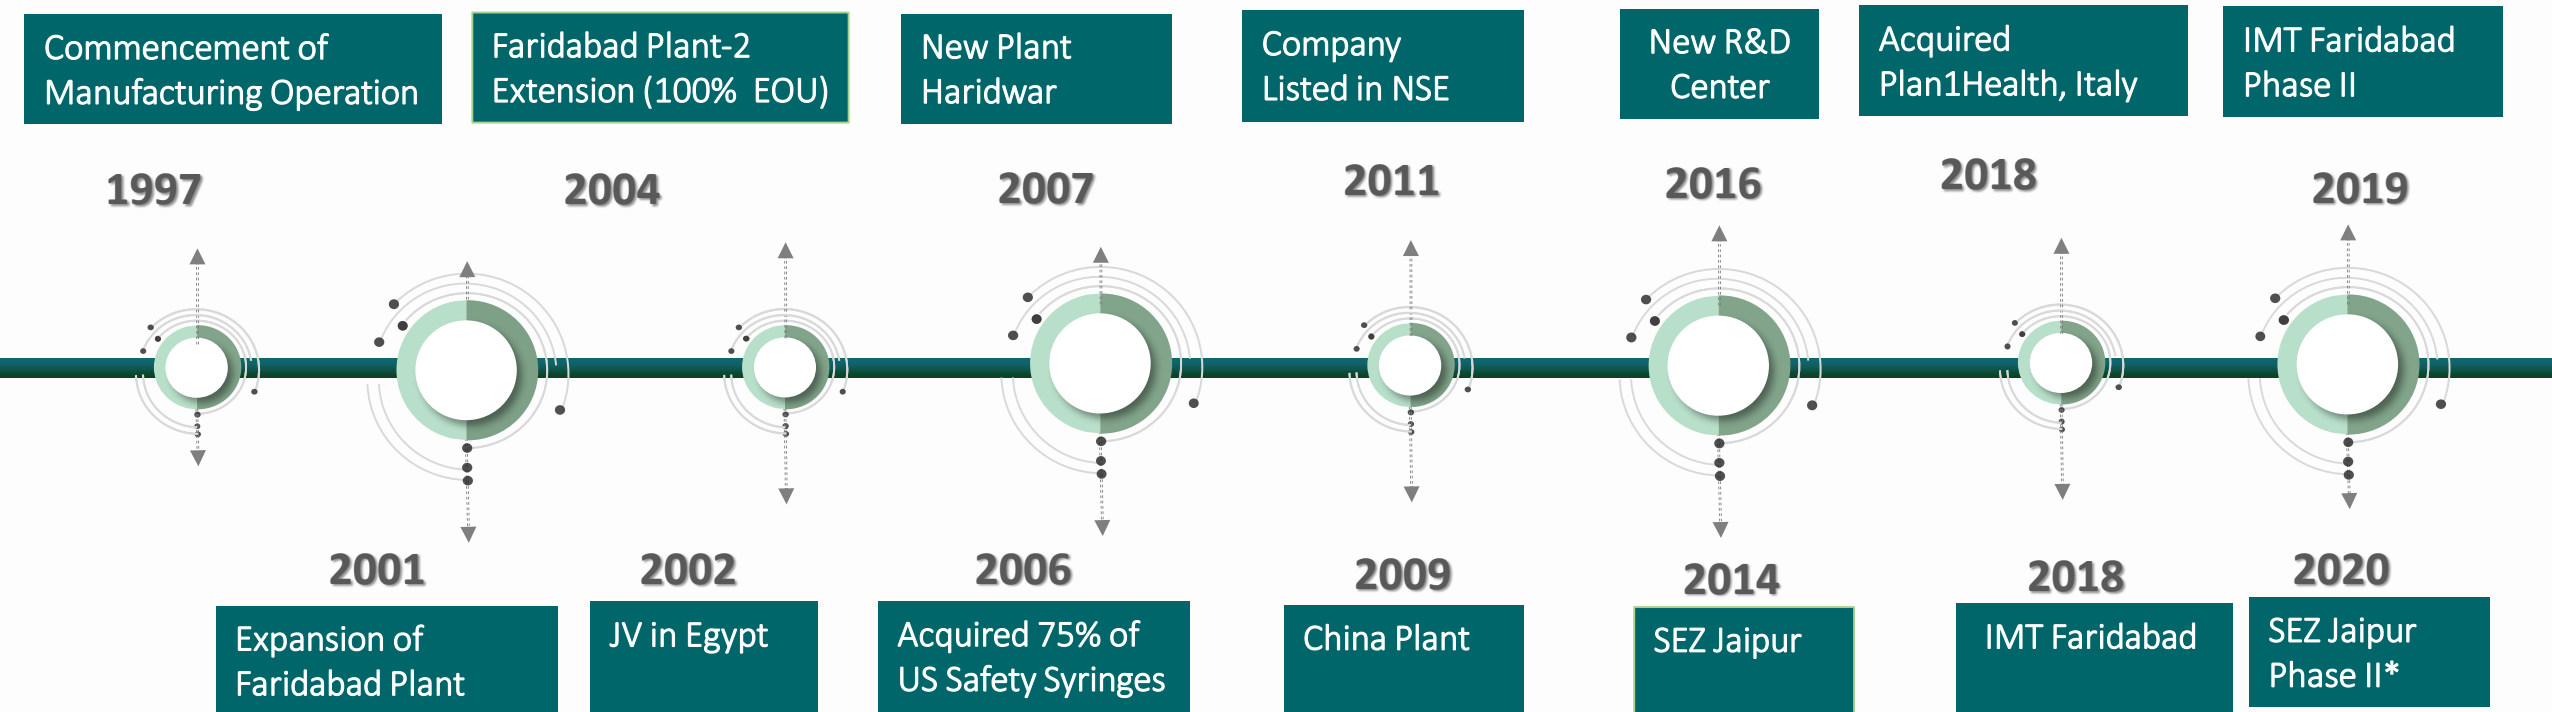 Commencement of
Manufacturing Operation
1997
Faridabad Plant-2
Extension (100% EOU)
2004
New Plant
Haridwar
2007
Company
Listed in NSE
2011
New R&D
Center
2016
Acquired
Plan1Health, Italy
2018
IMT Faridabad
Phase II
2019
2001
Expansion of
Faridabad Plant
2002
JV in Egypt
2006
Acquired 75% of
US Safety Syringes
2009
China Plant
2014
SEZ Jaipur
2018
IMT Faridabad
2020
SEZ Jaipur
Phase II*